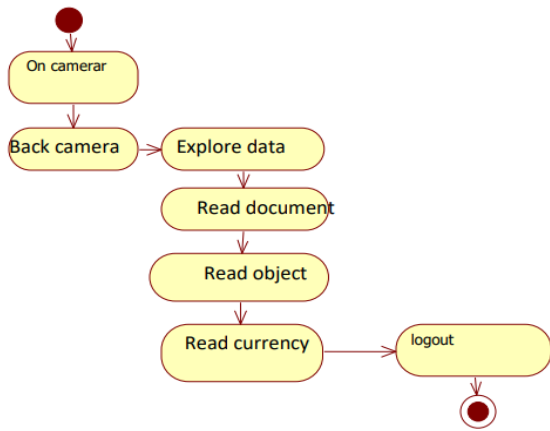 On camerar
Back camera
Explore data
Read document
Read object
Read currency
logout